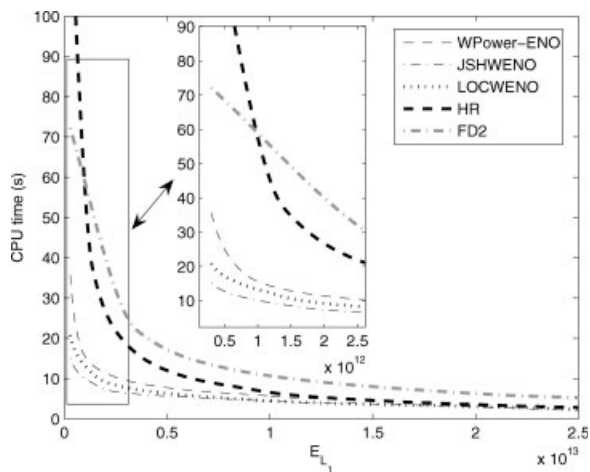 100
90
80
70
60
50
40
30
20
10
0
CPU time (s)
90
80
70
60
50
40
30
20
10
0.5 1 1.5 2 2.5
x 10^12
WPower-ENO
JSHWENO
LOCWENO
HR
FD2
0 0.5 1 1.5 2 2.5
E_L_1
x 10^13